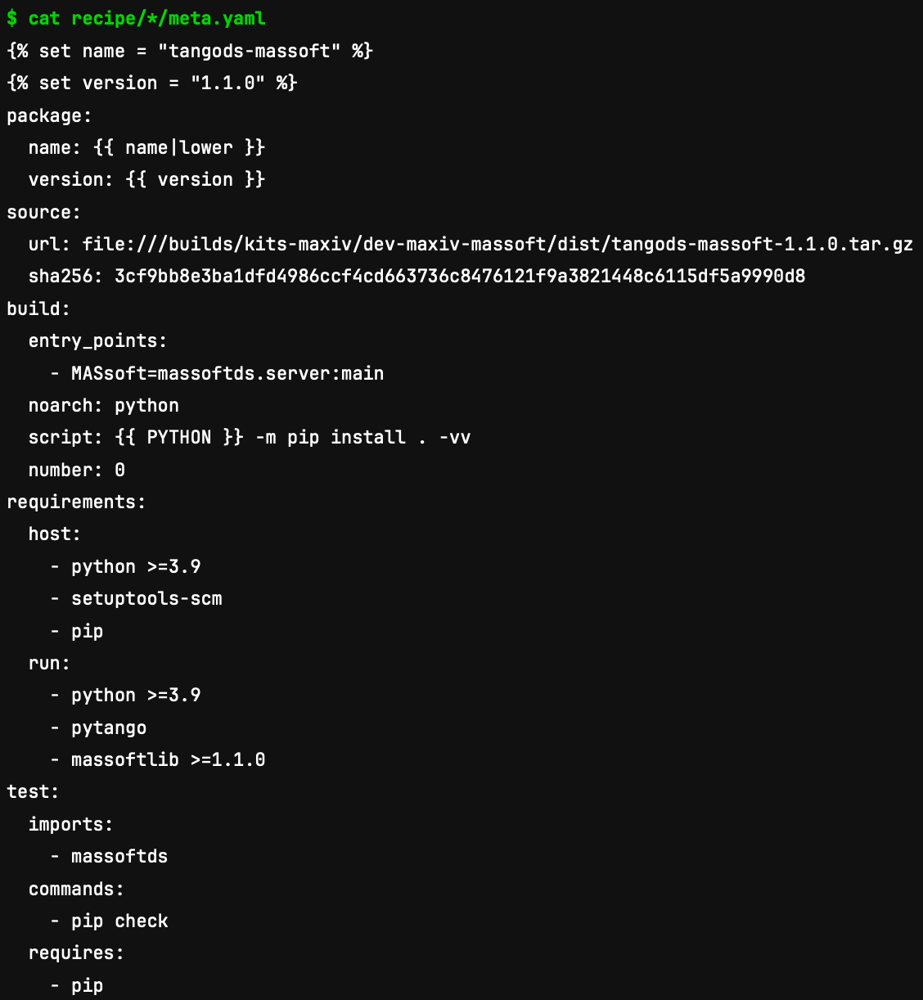 $ cat recipe/*/meta.yaml
{% set name = "tangods-massoft" %}
{% set version = "1.1.0" %}
package:
  name: {{ name|lower }}
  version: {{ version }}
source:
  url: file:///builds/kits-maxiv/dev-maxiv-massoft/dist/tangods-massoft-1.1.0.tar.gz
  sha256: 3cf9bb8e3ba1dfd4986ccf4cd663736c8476121f9a3821448c6115df5a9990d8
build:
  entry_points:
    - MASsoft=massoftds.server:main
  noarch: python
  script: {{ PYTHON }} -m pip install . -vv
  number: 0
requirements:
  host:
    - python >=3.9
    - setuptools-scm
    - pip
  run:
    - python >=3.9
    - pytango
    - massoftlib >=1.1.0
test:
  imports:
    - massoftds
  commands:
    - pip check
  requires:
    - pip